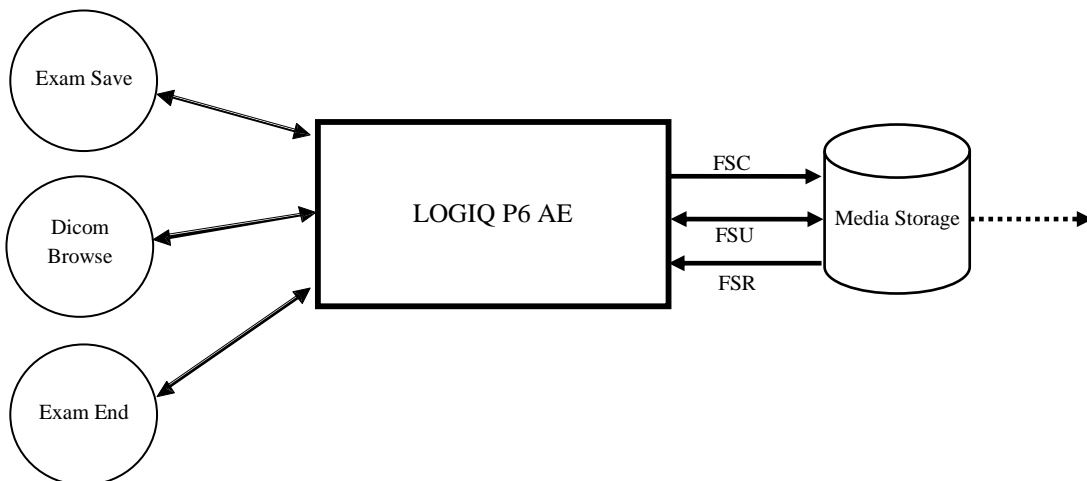 Exam Save
Dicom
Browse
Exam End
LOGIQ P6 AE
FSC
FSU
FSR
Media Storage